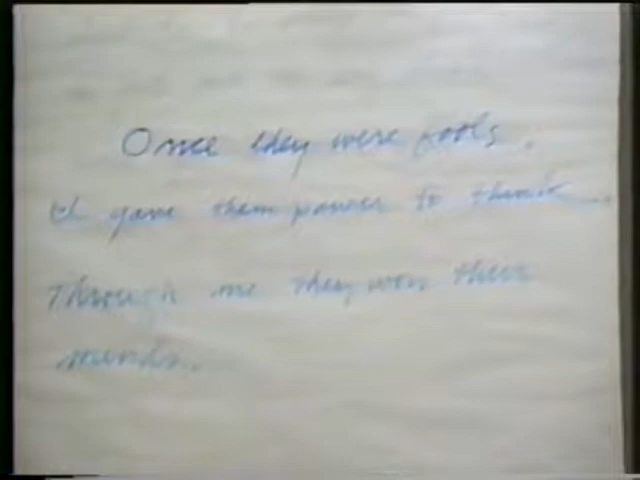 Once they were fools.
I gave them power to think.
Through me they won their
minds.